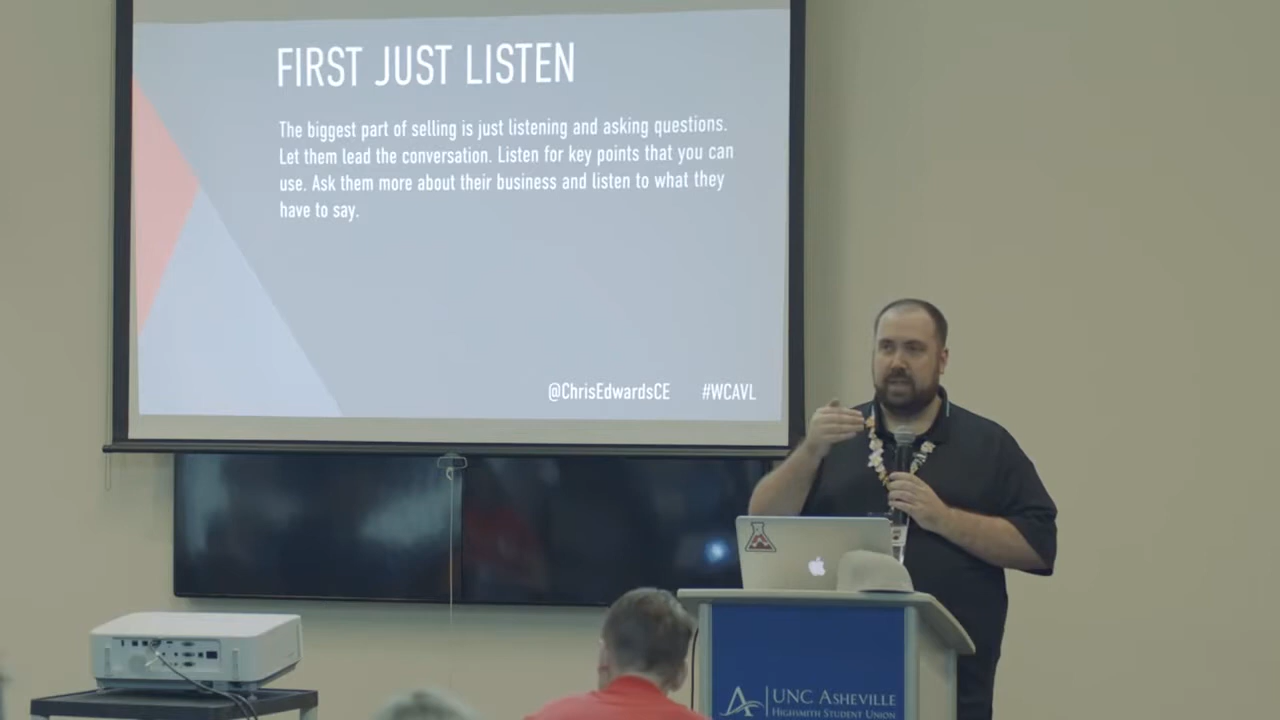 FIRST JUST LISTEN
The biggest part of selling is just listening and asking questions.
Let them lead the conversation. Listen for key points that you can
use. Ask them more about their business and listen to what they
have to say.
@ChrisEdwardsCE #WCAVL
UNC ASHEVILLE
HIGHSMITH STUDENT UNION